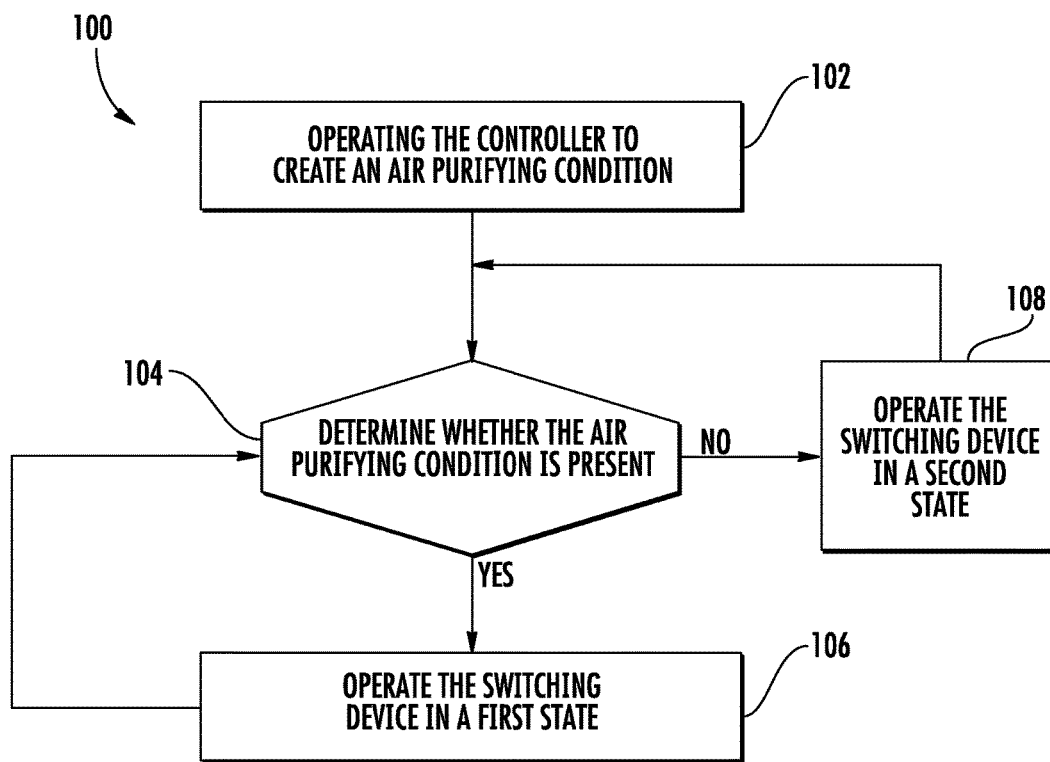 100
102
OPERATING THE CONTROLLER TO
CREATE AN AIR PURIFYING CONDITION
108
104
DETERMINE WHETHER THE AIR
PURIFYING CONDITION IS PRESENT
NO
OPERATE THE
SWITCHING DEVICE
IN A SECOND
STATE
YES
106
OPERATE THE SWITCHING
DEVICE IN A FIRST STATE